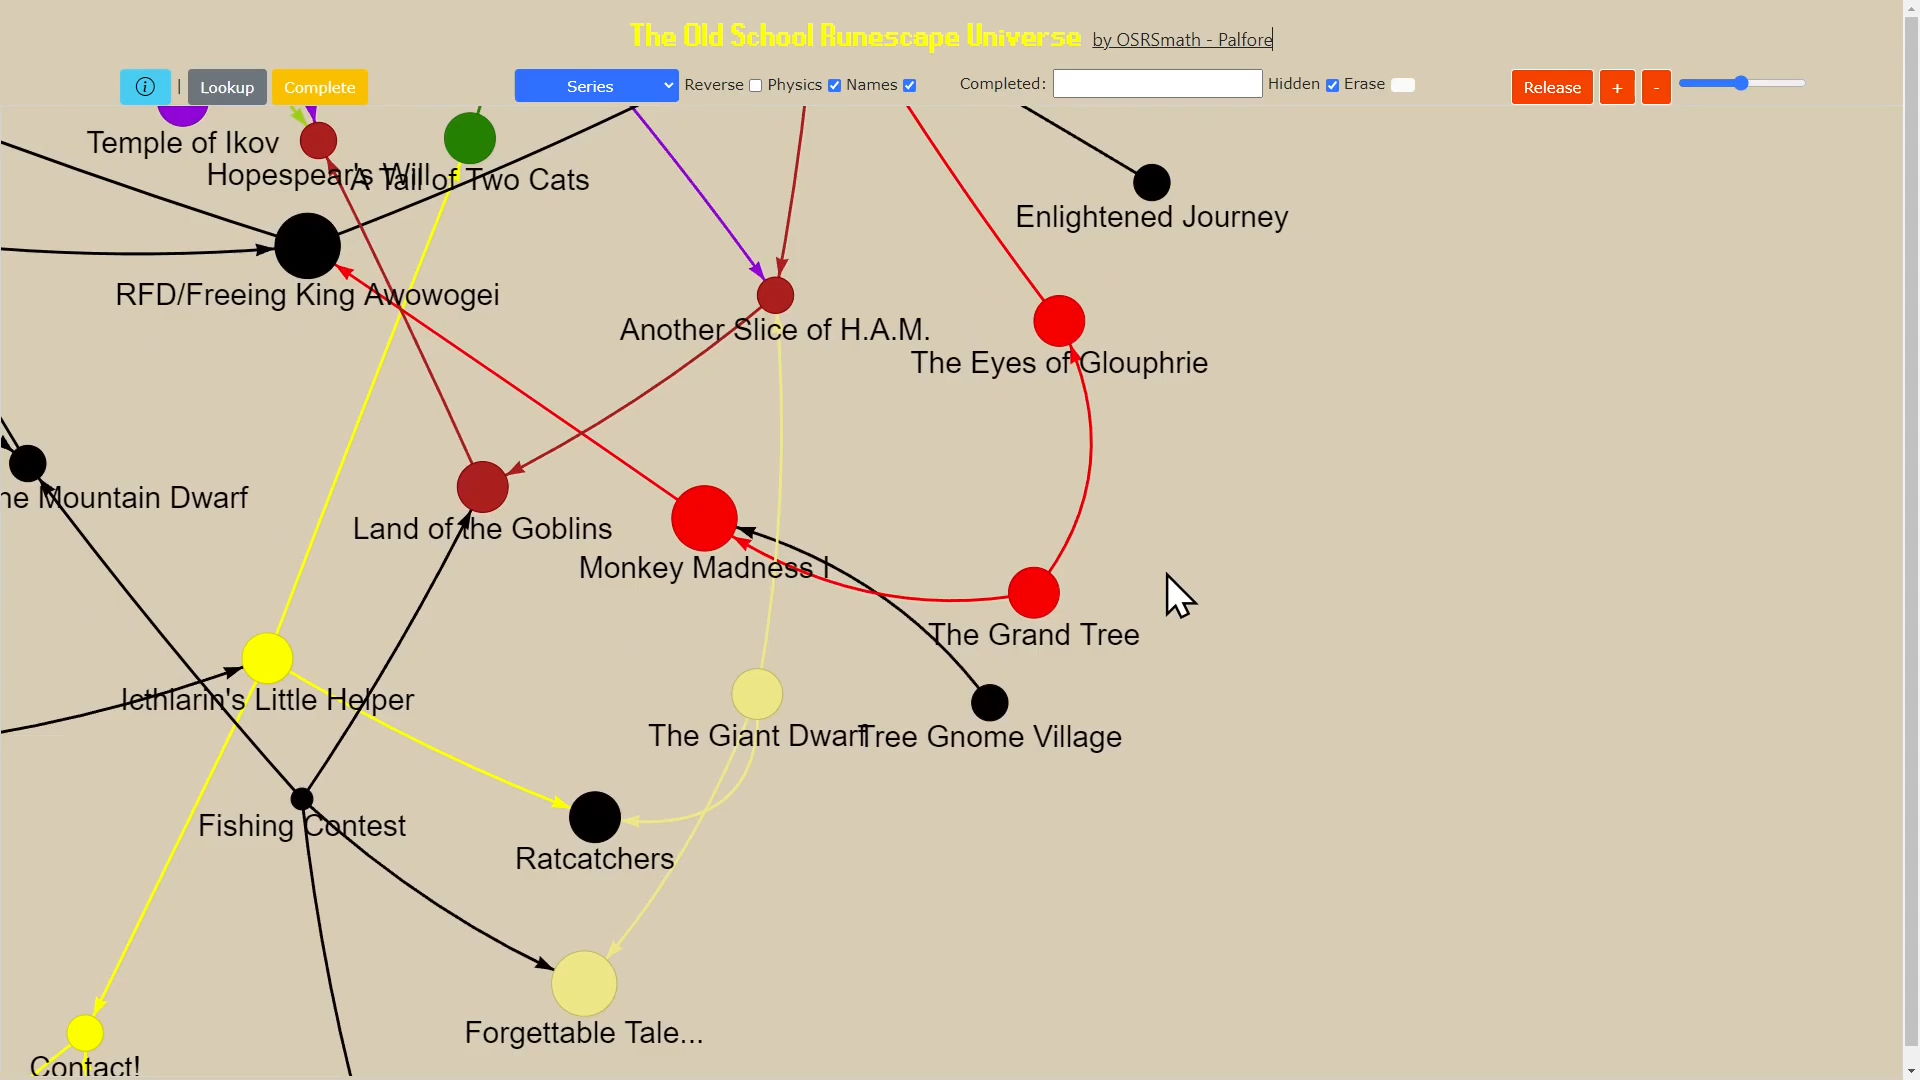 The Old School Runescape Universe by OSRSmath - Palfore
Lookup Complete Series Reverse Physics Names Completed: Hidden Erase Release + -
Temple of Ikov
Hopespear's Will
A Tail of Two Cats
Enlightened Journey
RFD/Freeing King Awowogei
Another Slice of H.A.M.
The Eyes of Glouphrie
he Mountain Dwarf
Land of the Goblins
Monkey Madness I
The Grand Tree
Icthlarin's Little Helper
The Giant Dwarf
Tree Gnome Village
Fishing Contest
Ratcatchers
Forgettable Tale...
Contact!